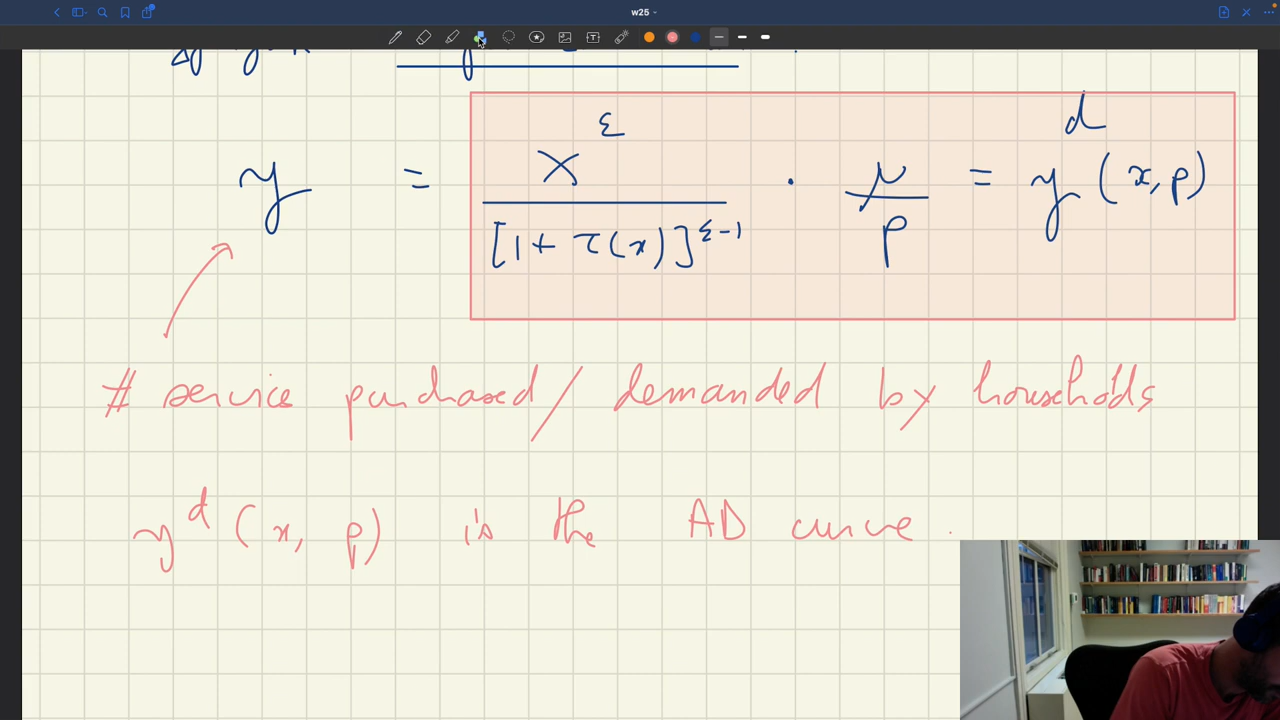 w25
y = χ^ε / [1 + τ(x)]^(ε-1) · μ/p = y^d (x, p)
# service purchased / demanded by households
y^d (x, p) is the AD curve.